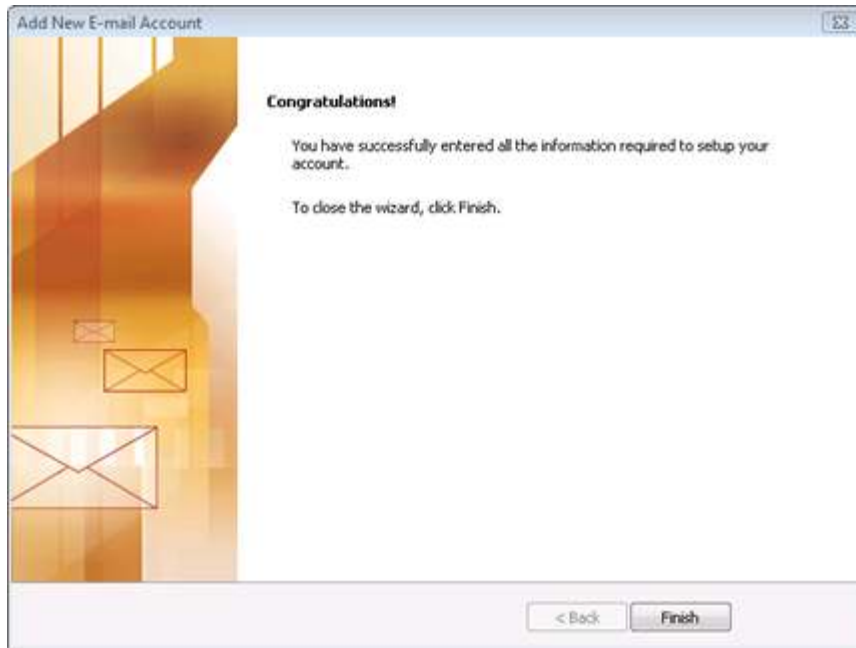 Add New E-mail Account
Congratulations!
You have successfully entered all the information required to setup your
account.
To close the wizard, click Finish.
< Back
Finish